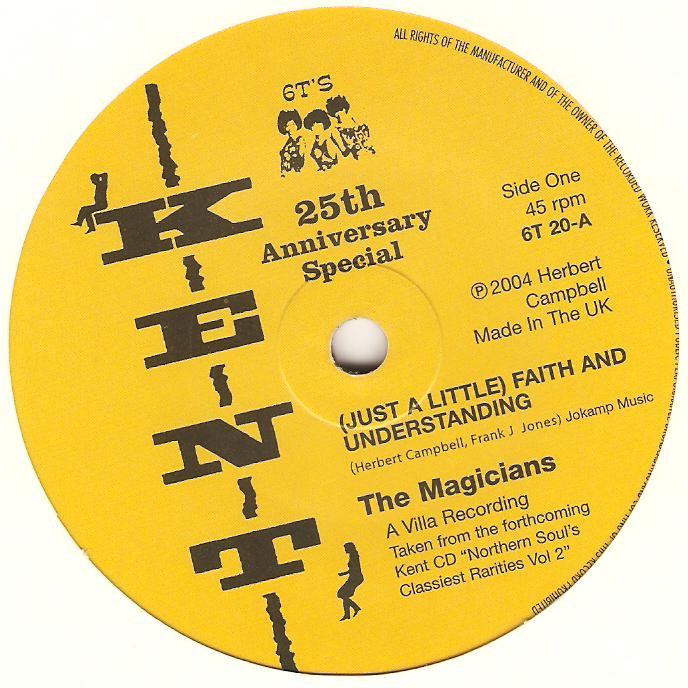 ALL RIGHTS OF THE MANUFACTURER AND OF THE OWNER OF THE RECORDED WORK RESERVED
6T'S
25th
Anniversary
Special
KENT
Side One
45 rpm
6T 20-A
℗ 2004 Herbert
Campbell
Made In The UK
(JUST A LITTLE) FAITH AND
UNDERSTANDING
(Herbert Campbell, Frank J Jones) Jokamp Music
The Magicians
A Villa Recording
Taken from the forthcoming
Kent CD "Northern Soul's
Classiest Rarities Vol 2"
PROHIBITED